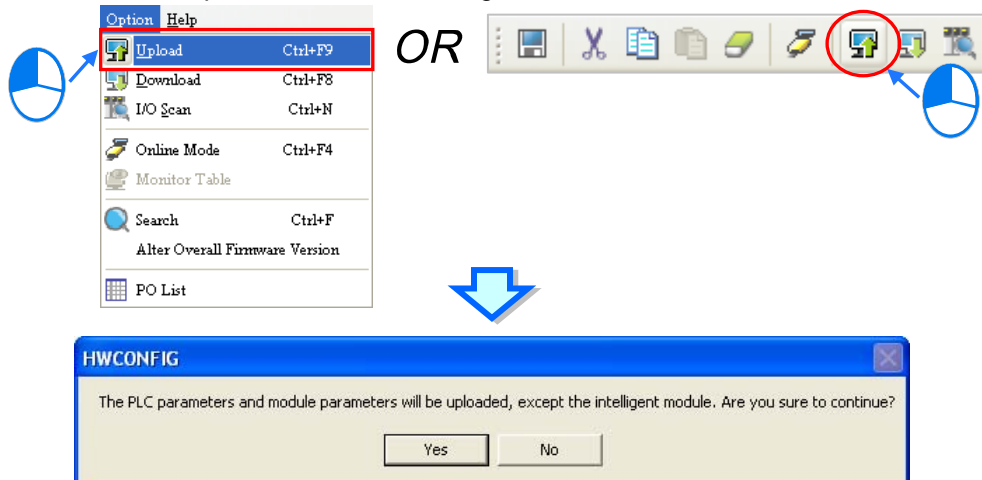 Option Help
Upload Ctrl+F9
OR
Download Ctrl+F8
I/O Scan Ctrl+N
Online Mode Ctrl+F4
Monitor Table
Search Ctrl+F
Alter Overall Firmware Version
PO List
HWCONFIG
The PLC parameters and module parameters will be uploaded, except the intelligent module. Are you sure to continue?
Yes No